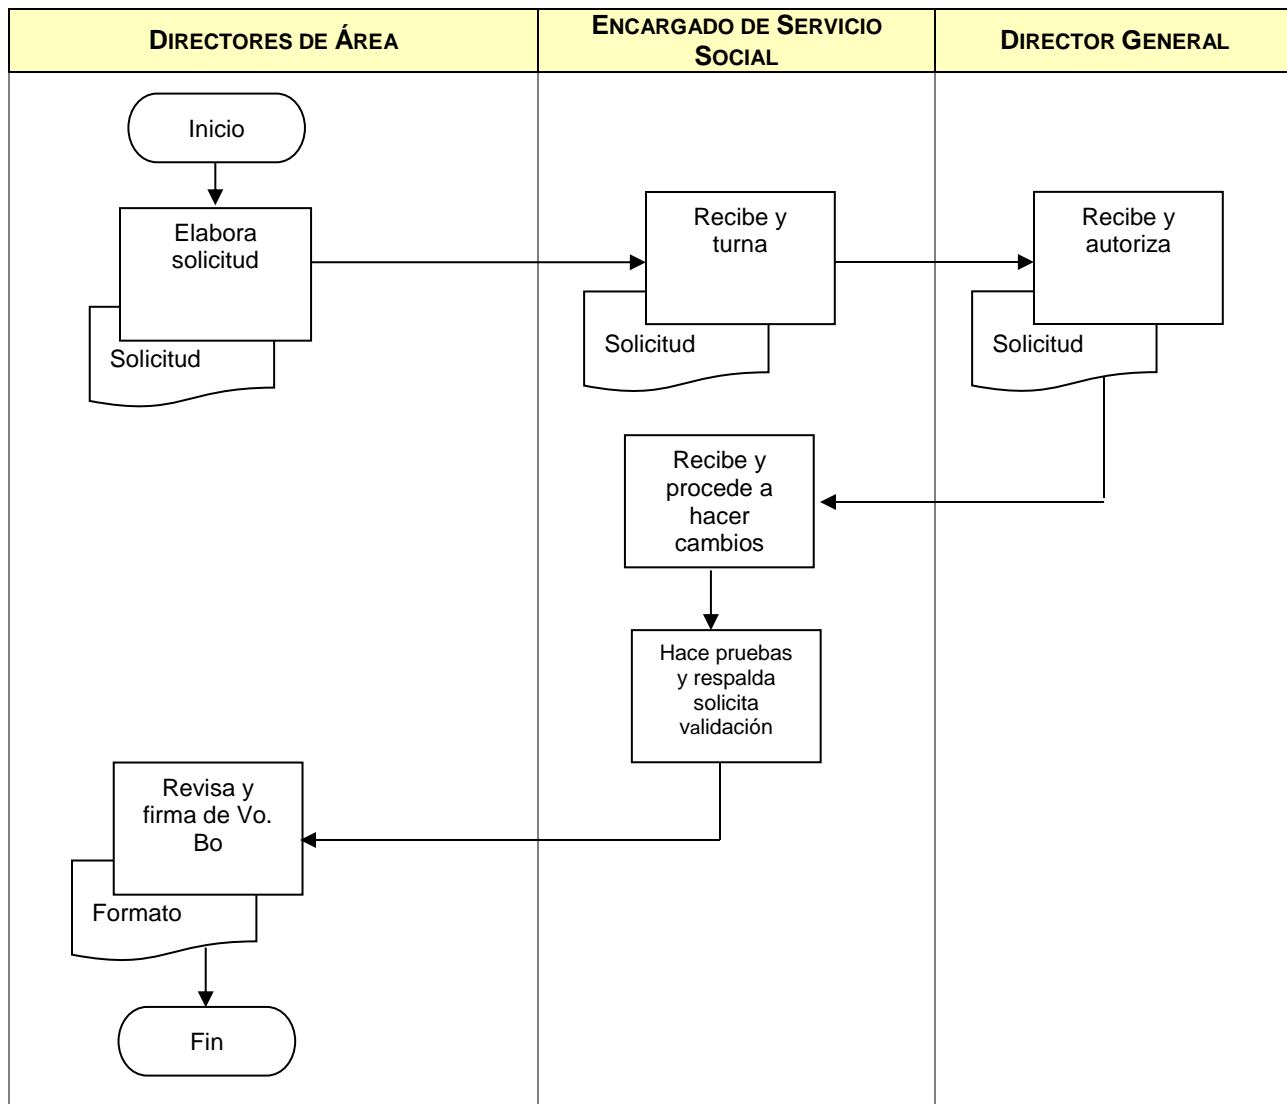 DIRECTORES DE ÁREA
ENCARGADO DE SERVICIO
SOCIAL
DIRECTOR GENERAL
Inicio
Elabora
solicitud
Solicitud
Recibe y
turna
Solicitud
Recibe y
autoriza
Solicitud
Recibe y
procede a
hacer
cambios
Hace pruebas
y respalda
solicita
validación
Revisa y
firma de Vo.
Bo
Formato
Fin